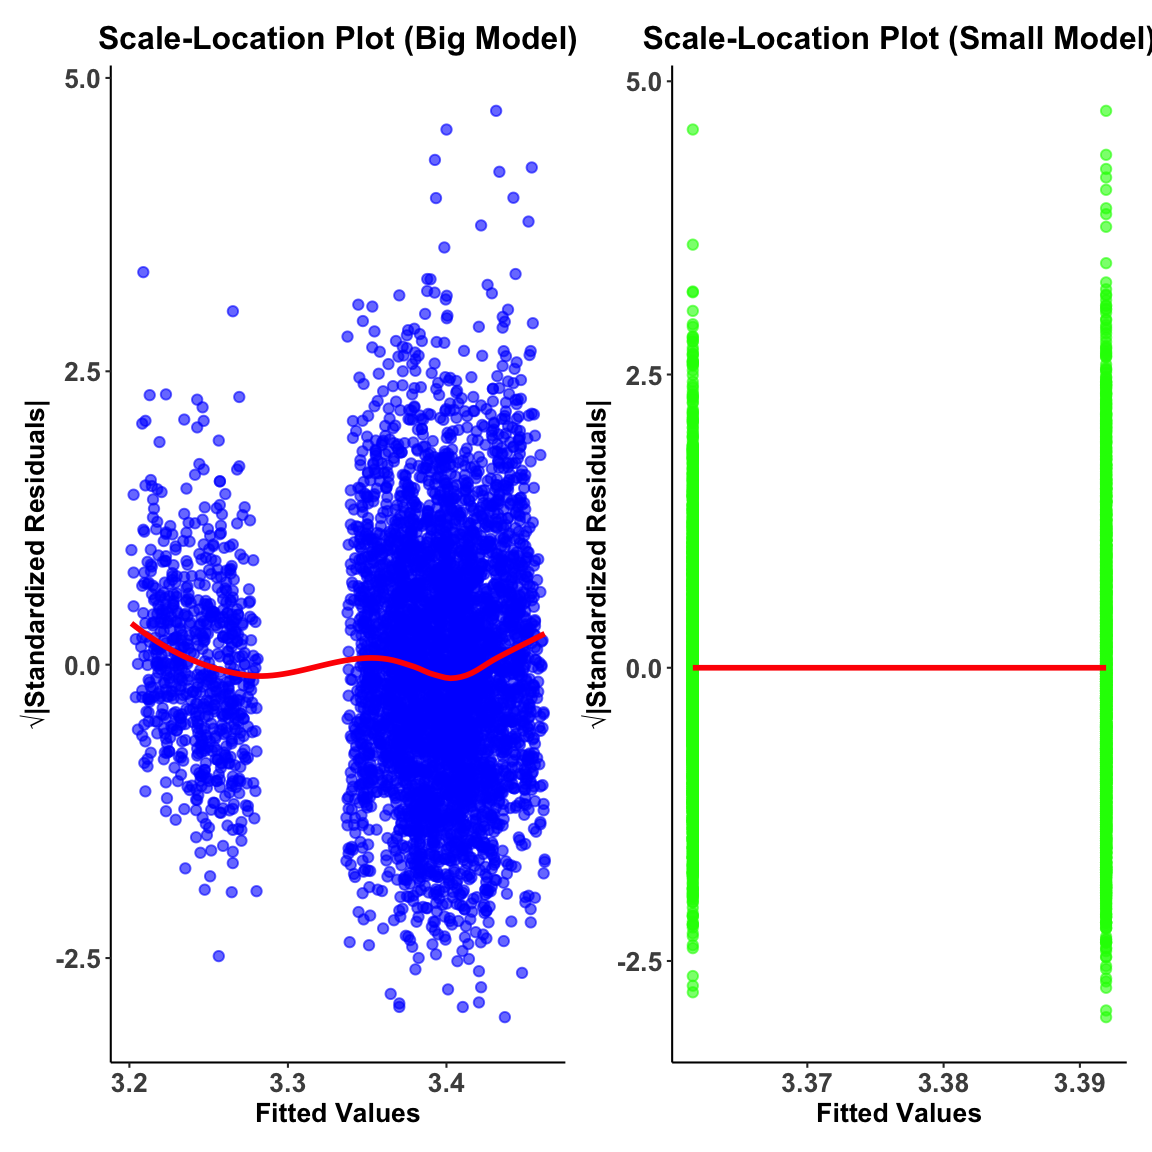 Scale-Location Plot (Big Model)
5.0
2.5
0.0
-2.5
√|Standardized Residuals|
3.2 3.3 3.4
Fitted Values
Scale-Location Plot (Small Model)
5.0
2.5
0.0
-2.5
√|Standardized Residuals|
3.37 3.38 3.39
Fitted Values